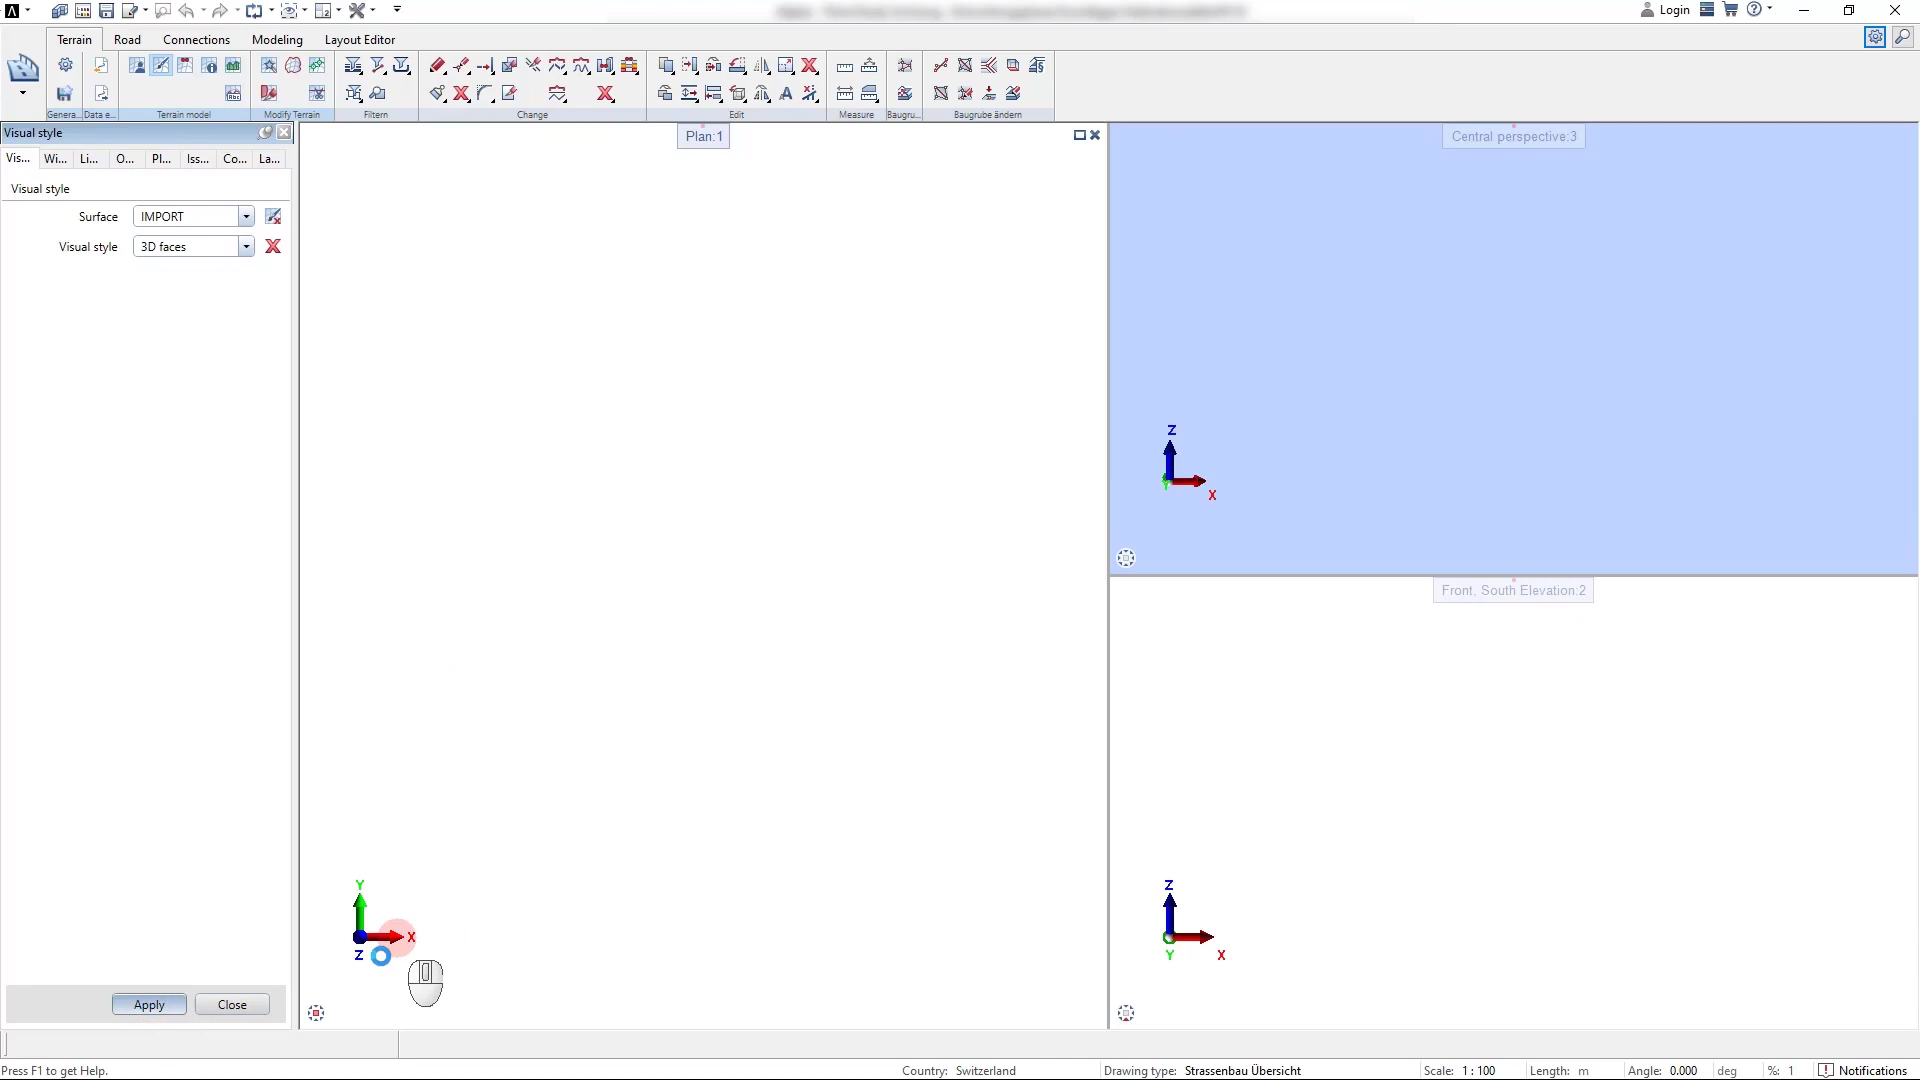 Login
Terrain Road Connections Modeling Layout Editor
Genera... Data e... Terrain model Modify Terrain Filtern Change Edit Measure Baugru... Baugrube ändern
Visual style
Vis... Wi... Li... O... Pl... Iss... Co... La...
Visual style
Surface IMPORT
Visual style 3D faces
Apply Close
Plan:1
Y
X
Z
Central perspective:3
Z
Y
X
Front, South Elevation:2
Z
Y
X
Press F1 to get Help.
Country: Switzerland Drawing type: Strassenbau Übersicht Scale: 1 : 100 Length: m Angle: 0.000 deg %: 1 Notifications